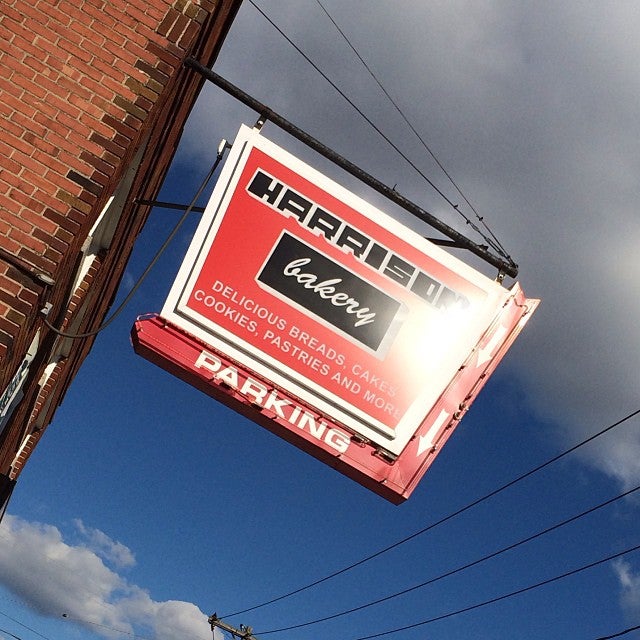 HARRISON
bakery
DELICIOUS BREADS, CAKES
COOKIES, PASTRIES AND MORE
PARKING